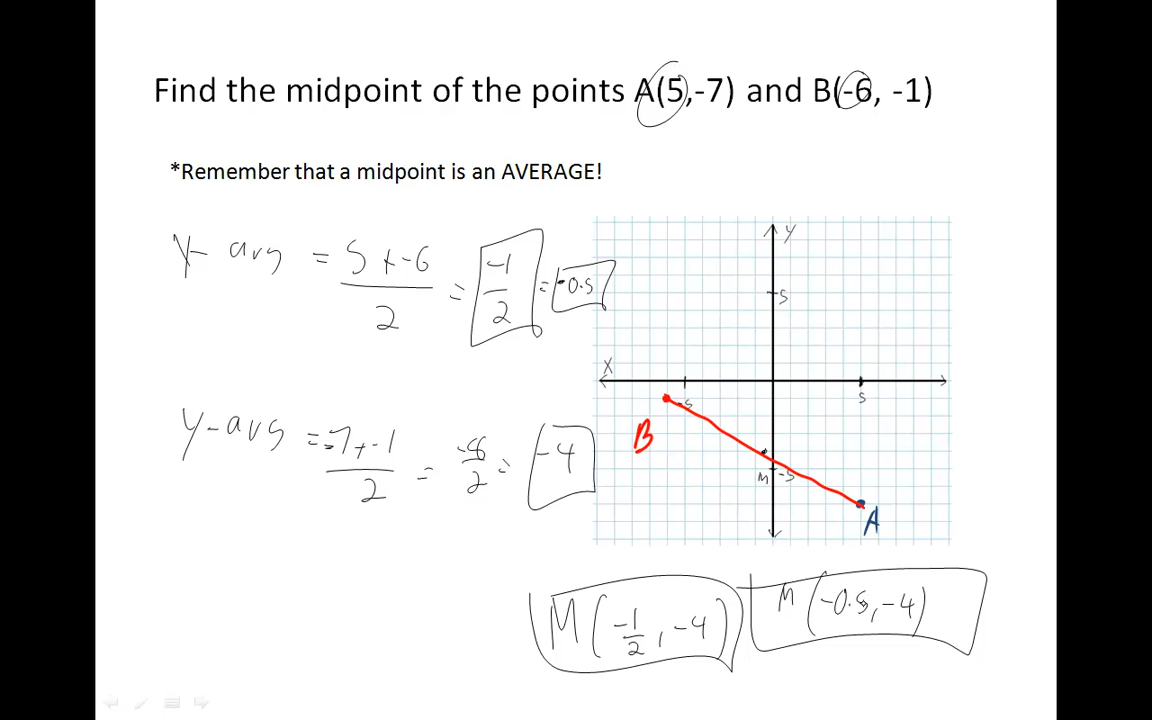 Find the midpoint of the points A(5,-7) and B(-6, -1)
*Remember that a midpoint is an AVERAGE!
x- avg = 5 + -6 / 2 = -1/2 = -0.5
y-avg = -7 + -1 / 2 = -8/2 = -4
y
5
X
-5
5
B
M
-5
A
M(-1/2, -4)
M(-0.5, -4)